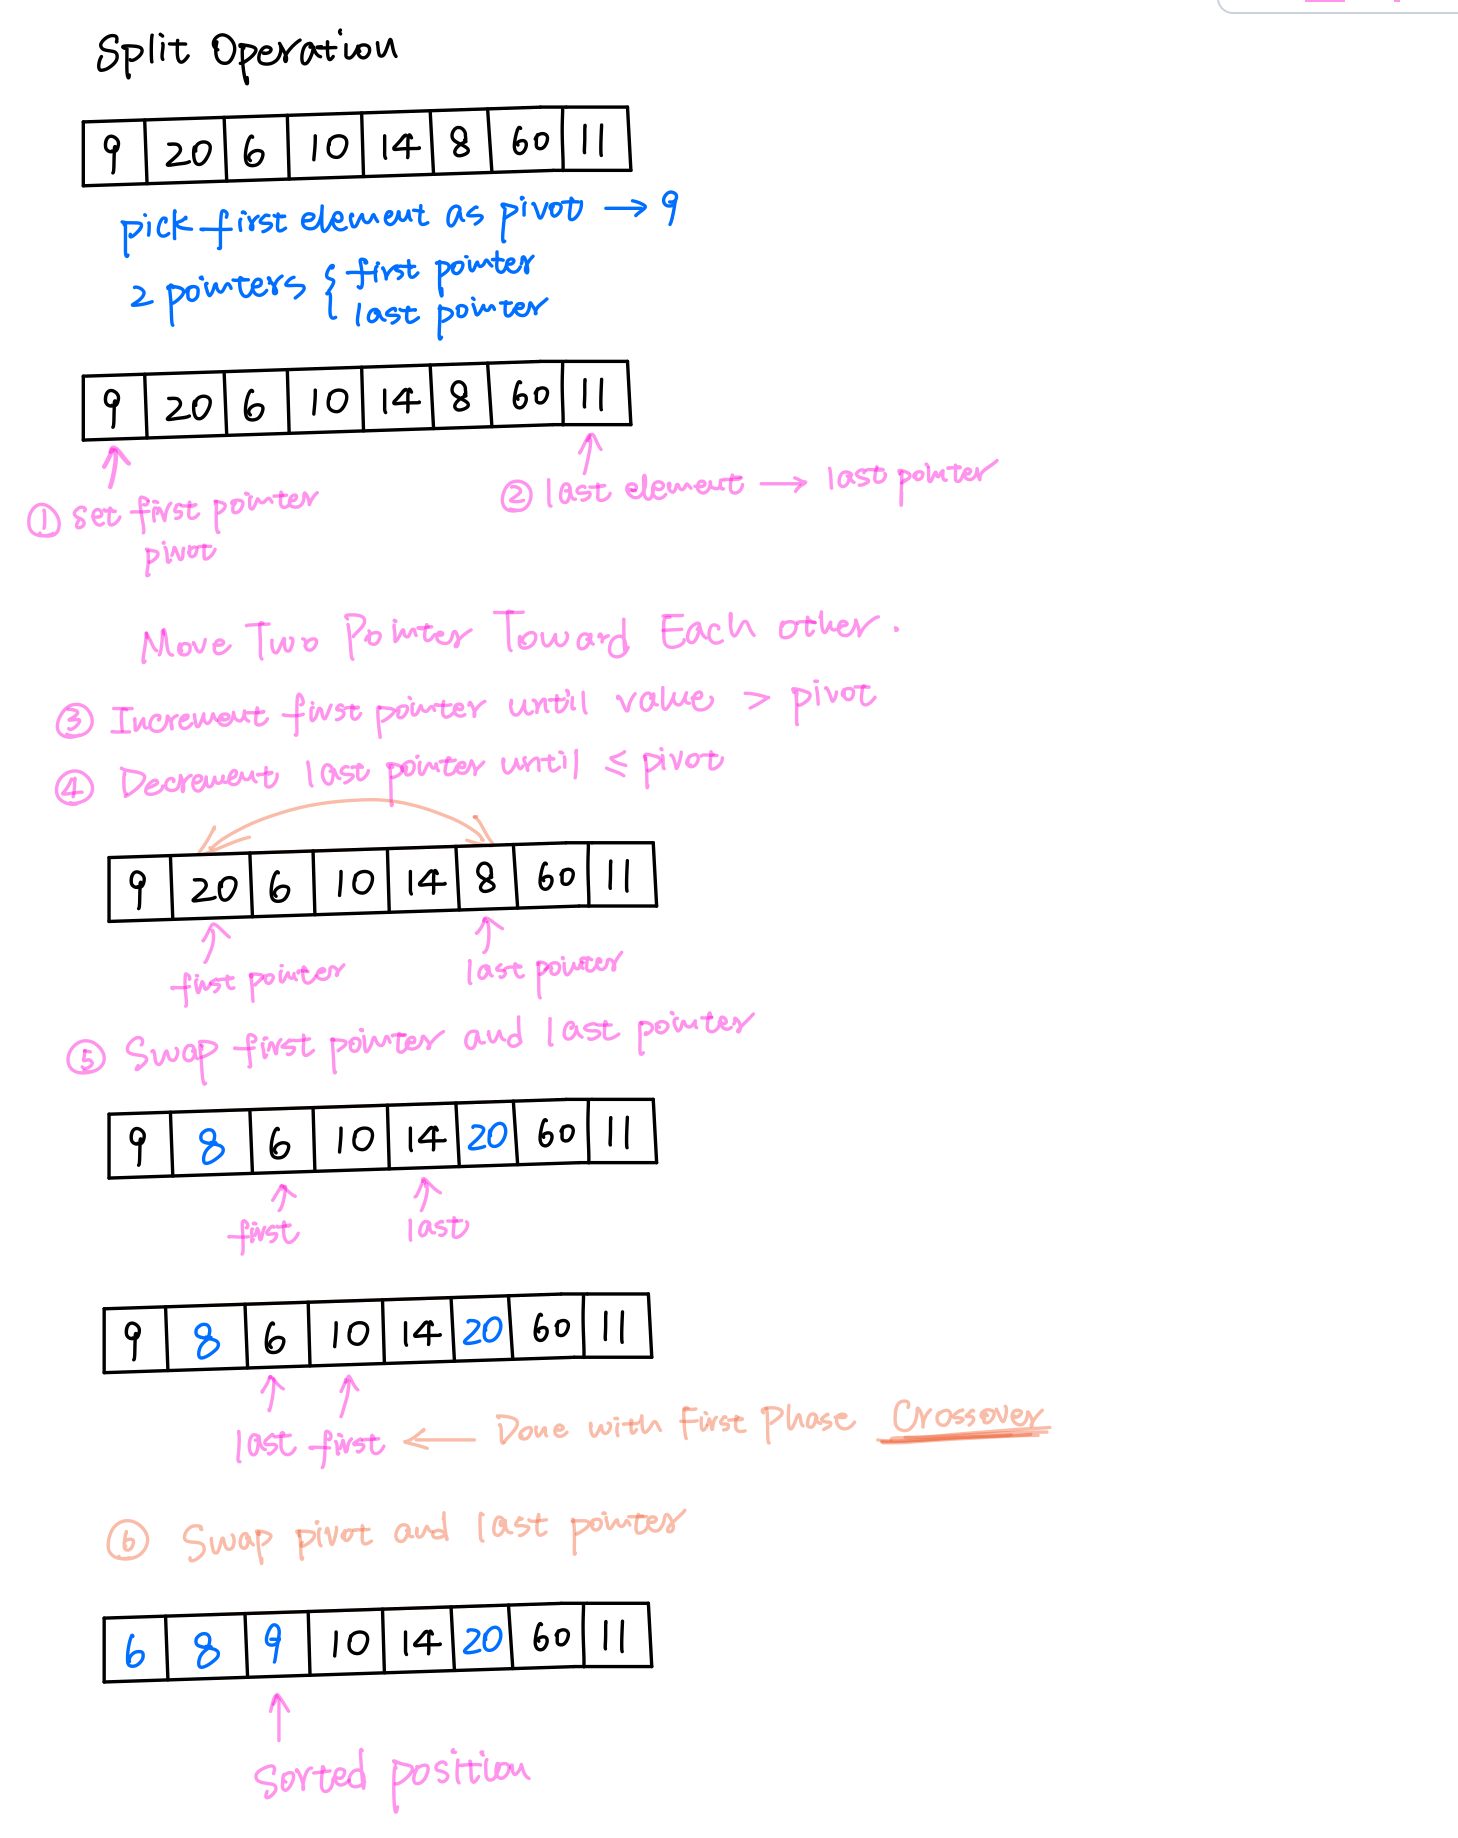 Split Operation
9 20 6 10 14 8 60 11
pick first element as pivot → 9
2 pointers { first pointer
last pointer
9 20 6 10 14 8 60 11
① Set first pointer
pivot
② last element → last pointer
Move Two Pointer Toward Each other.
③ Increment first pointer until value > pivot
④ Decrement last pointer until ≤ pivot
9 20 6 10 14 8 60 11
first pointer last pointer
⑤ Swap first pointer and last pointer
9 8 6 10 14 20 60 11
first last
9 8 6 10 14 20 60 11
last first ← Done with First Phase Crossover
⑥ Swap pivot and last pointer
6 8 9 10 14 20 60 11
Sorted position